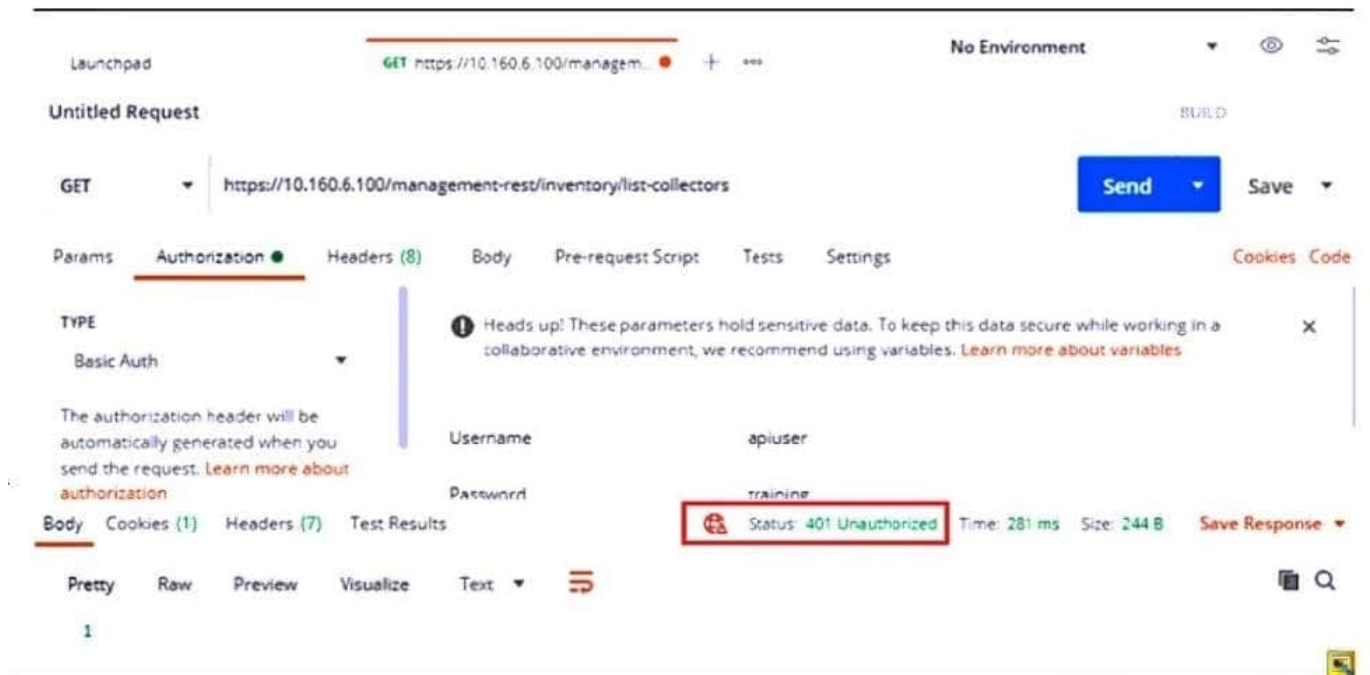 Launchpad
GET https://10.160.6.100/managem... + ooo
No Environment
Untitled Request
BUILD
GET https://10.160.6.100/management-rest/inventory/list-collectors
Send Save
Params Authorization Headers (8) Body Pre-request Script Tests Settings Cookies Code
TYPE
Basic Auth
The authorization header will be
automatically generated when you
send the request. Learn more about
authorization
Heads up! These parameters hold sensitive data. To keep this data secure while working in a
collaborative environment, we recommend using variables. Learn more about variables
Username apiuser
Password training
Body Cookies (1) Headers (7) Test Results Status: 401 Unauthorized Time: 281 ms Size: 244 B Save Response
Pretty Raw Preview Visualize Text
1